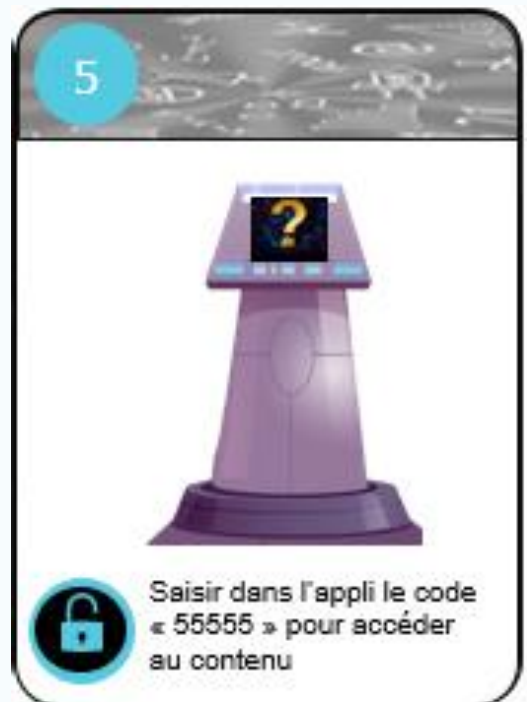 5
?
Saisir dans l'appli le code
« 55555 » pour accéder
au contenu